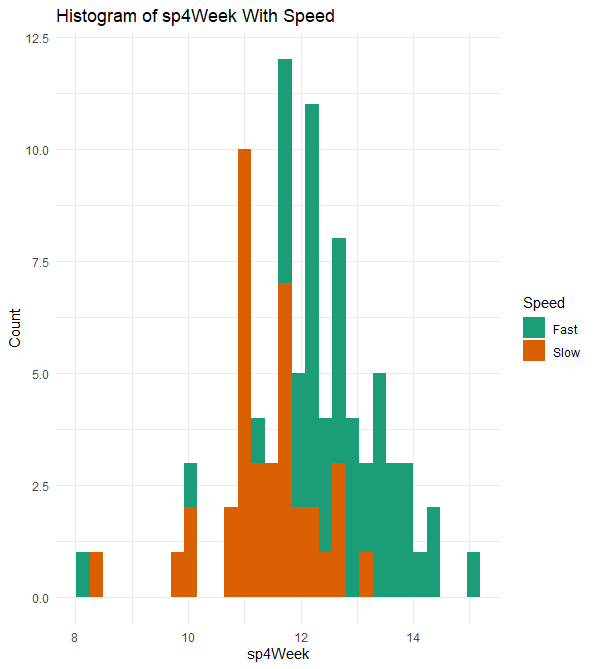 Histogram of sp4Week With Speed
12.5
10.0
7.5
5.0
2.5
0.0
Count
8 10 12 14
sp4Week
Speed
Fast
Slow